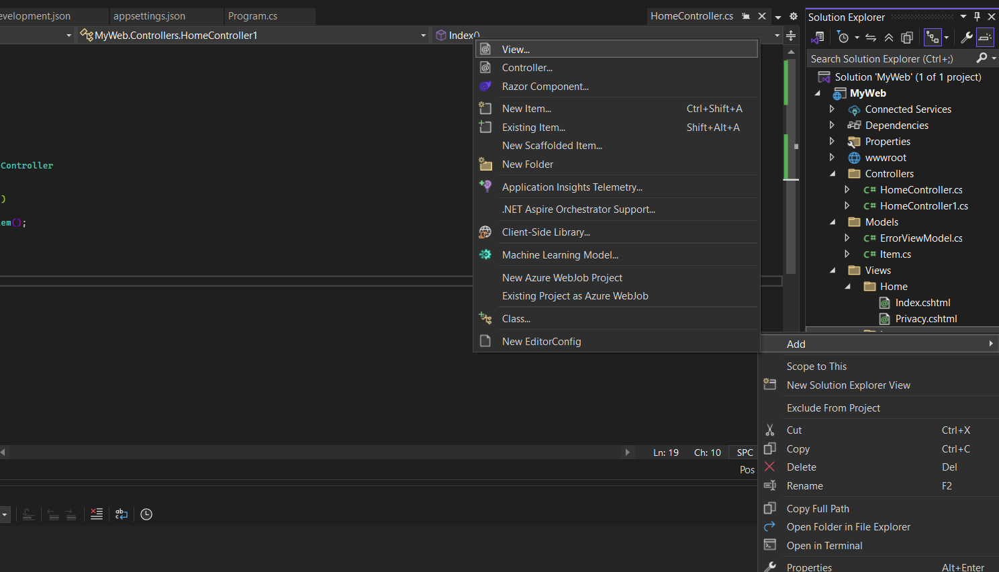 evelopment.json
appsettings.json
Program.cs
HomeController.cs
MyWeb.Controllers.HomeController1
Index()
Controller
)
em();
View...
Controller...
Razor Component...
New Item... Ctrl+Shift+A
Existing Item... Shift+Alt+A
New Scaffolded Item...
New Folder
Application Insights Telemetry...
.NET Aspire Orchestrator Support...
Client-Side Library...
Machine Learning Model...
New Azure WebJob Project
Existing Project as Azure WebJob
Class...
New EditorConfig
Ln: 19 Ch: 10 SPC
Pos
Solution Explorer
Search Solution Explorer (Ctrl+;)
Solution 'MyWeb' (1 of 1 project)
MyWeb
Connected Services
Dependencies
Properties
wwwroot
Controllers
C# HomeController.cs
C# HomeController1.cs
Models
C# ErrorViewModel.cs
C# Item.cs
Views
Home
Index.cshtml
Privacy.cshtml
Add
Scope to This
New Solution Explorer View
Exclude From Project
Cut Ctrl+X
Copy Ctrl+C
Delete Del
Rename F2
Copy Full Path
Open Folder in File Explorer
Open in Terminal
Properties Alt+Enter